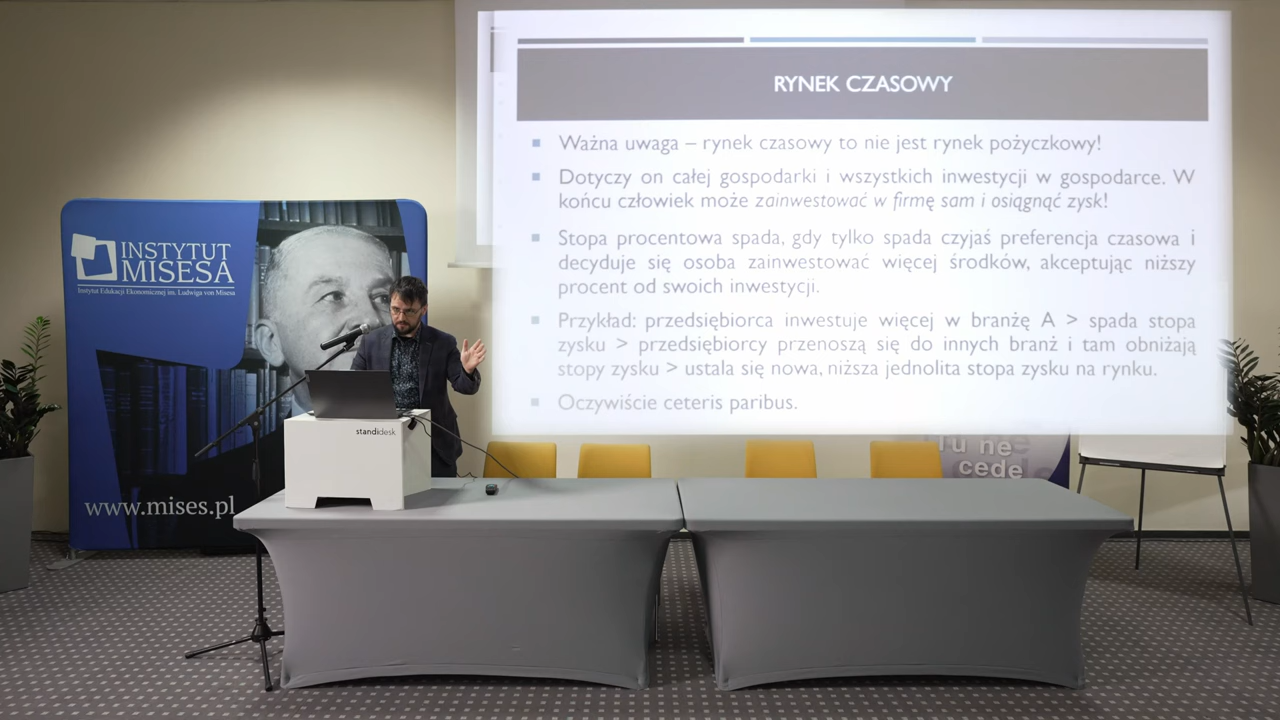 RYNEK CZASOWY
Ważna uwaga – rynek czasowy to nie jest rynek pożyczkowy!
Dotyczy on całej gospodarki i wszystkich inwestycji w gospodarce. W
końcu człowiek może zainwestować w firmę sam i osiągnąć zysk!
Stopa procentowa spada, gdy tylko spada czyjaś preferencja czasowa i
decyduje się osoba zainwestować więcej środków, akceptując niższy
procent od swoich inwestycji.
Przykład: przedsiębiorca inwestuje więcej w branżę A > spada stopa
zysku > przedsiębiorcy przenoszą się do innych branż i tam obniżają
stopy zysku > ustala się nowa, niższa jednolita stopa zysku na rynku.
Oczywiście ceteris paribus.
INSTYTUT
MISESA
Instytut Edukacji Ekonomicznej im. Ludwiga von Misesa
www.mises.pl
standidesk
Tu ne
cede